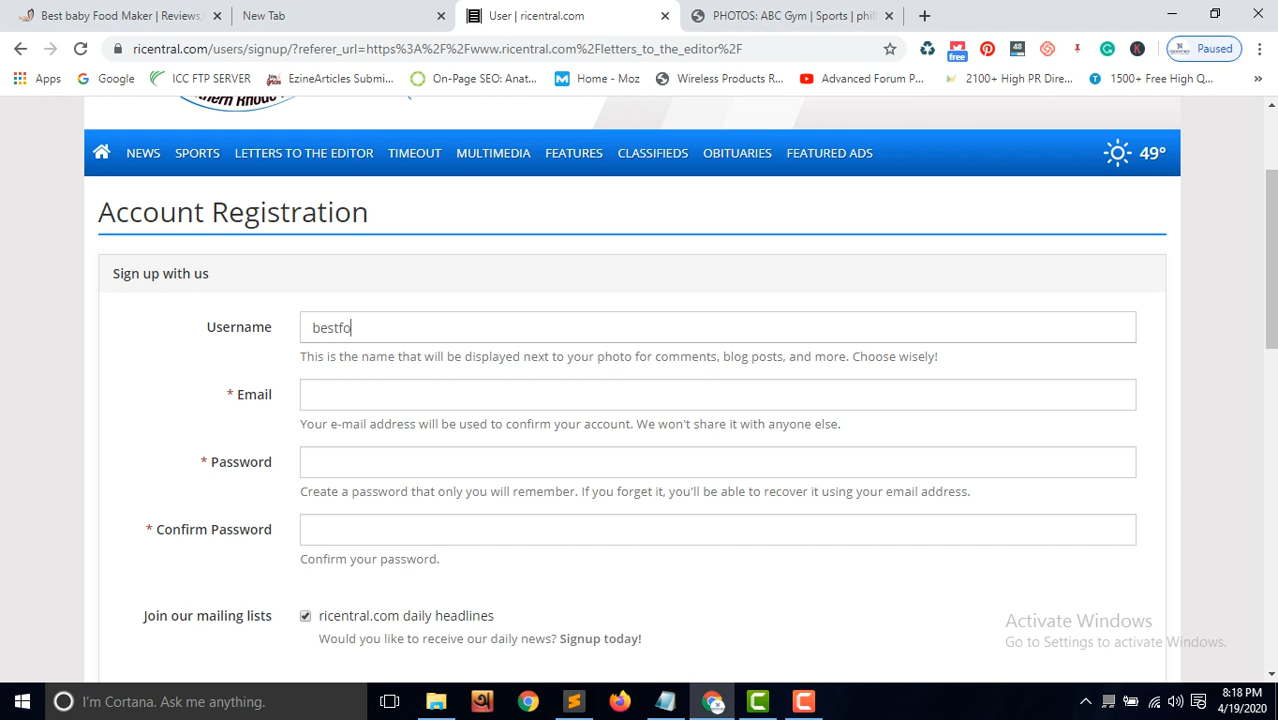 Best baby Food Maker | Reviews,
New Tab
User | ricentral.com
PHOTOS: ABC Gym | Sports | phil
ricentral.com/users/signup/?referer_url=https%3A%2F%2Fwww.ricentral.com%2Fletters_to_the_editor%2F
48
free
K
Paused
Apps
Google
ICC FTP SERVER
EzineArticles Submi...
On-Page SEO: Anat...
Home - Moz
Wireless Products R...
Advanced Forum P...
2100+ High PR Dire...
1500+ Free High Q...
»
NEWS SPORTS LETTERS TO THE EDITOR TIMEOUT MULTIMEDIA FEATURES CLASSIFIEDS OBITUARIES FEATURED ADS 49°
Account Registration
Sign up with us
Username bestfo
This is the name that will be displayed next to your photo for comments, blog posts, and more. Choose wisely!
* Email
Your e-mail address will be used to confirm your account. We won't share it with anyone else.
* Password
Create a password that only you will remember. If you forget it, you'll be able to recover it using your email address.
* Confirm Password
Confirm your password.
Join our mailing lists ricentral.com daily headlines
Would you like to receive our daily news? Signup today!
Activate Windows
Go to Settings to activate Windows.
I'm Cortana. Ask me anything.
8:18 PM
4/19/2020